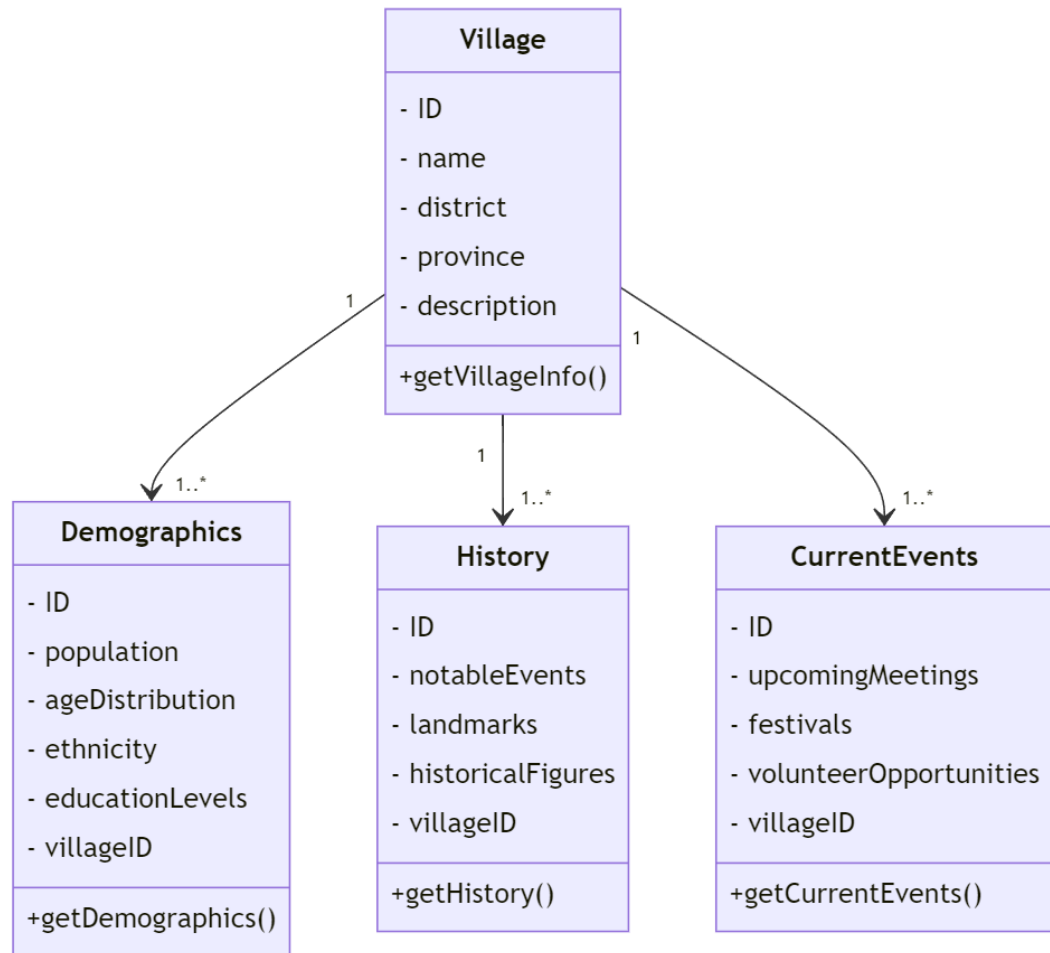 Village
- ID
- name
- district
- province
- description
+getVillageInfo()
1
1
1
1..*
1..*
1..*
Demographics
- ID
- population
- ageDistribution
- ethnicity
- educationLevels
- villageID
+getDemographics()
History
- ID
- notableEvents
- landmarks
- historicalFigures
- villageID
+getHistory()
CurrentEvents
- ID
- upcomingMeetings
- festivals
- volunteerOpportunities
- villageID
+getCurrentEvents()